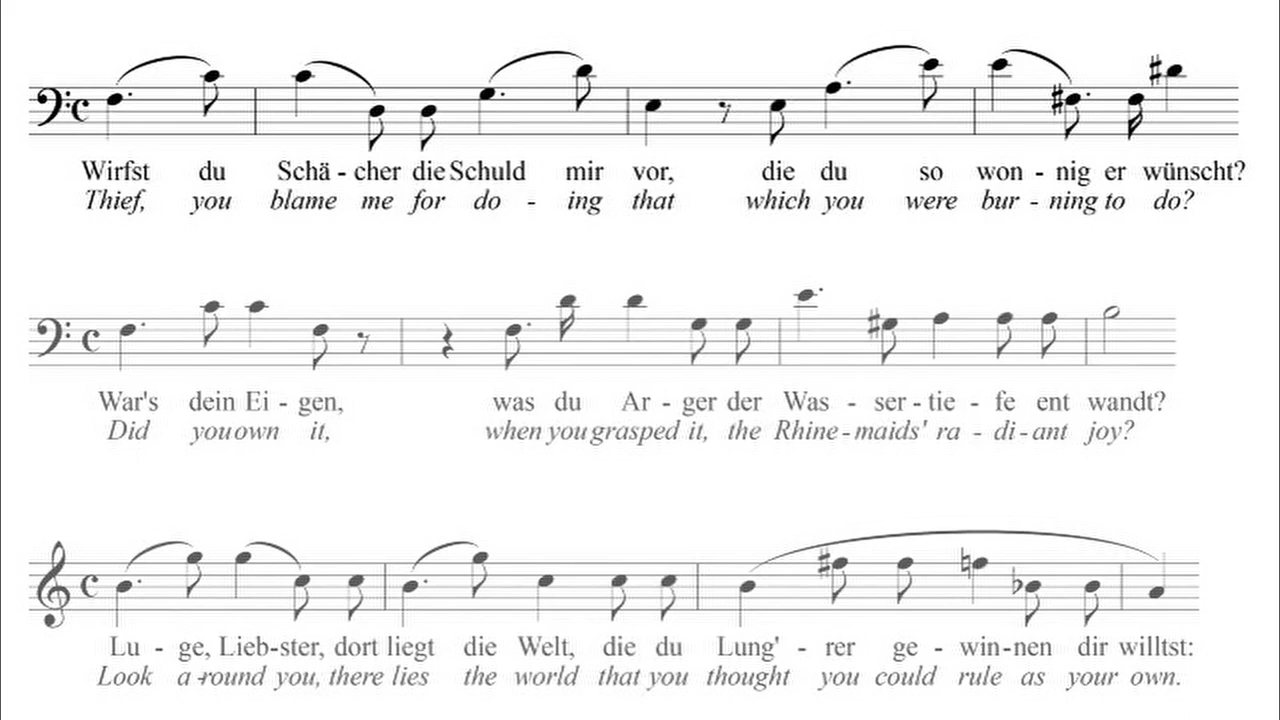 Wirfst du Schä - cher die Schuld mir vor, die du so won - nig er wünscht?
Thief, you blame me for do - ing that which you were bur - ning to do?
War's dein Ei - gen, was du Ar - ger der Was - ser - tie - fe ent wandt?
Did you own it, when you grasped it, the Rhine - maids' ra - di - ant joy?
Lu - ge, Lieb - ster, dort liegt die Welt, die du Lung' - rer ge - win - nen dir willtst:
Look a - round you, there lies the world that you thought you could rule as your own.